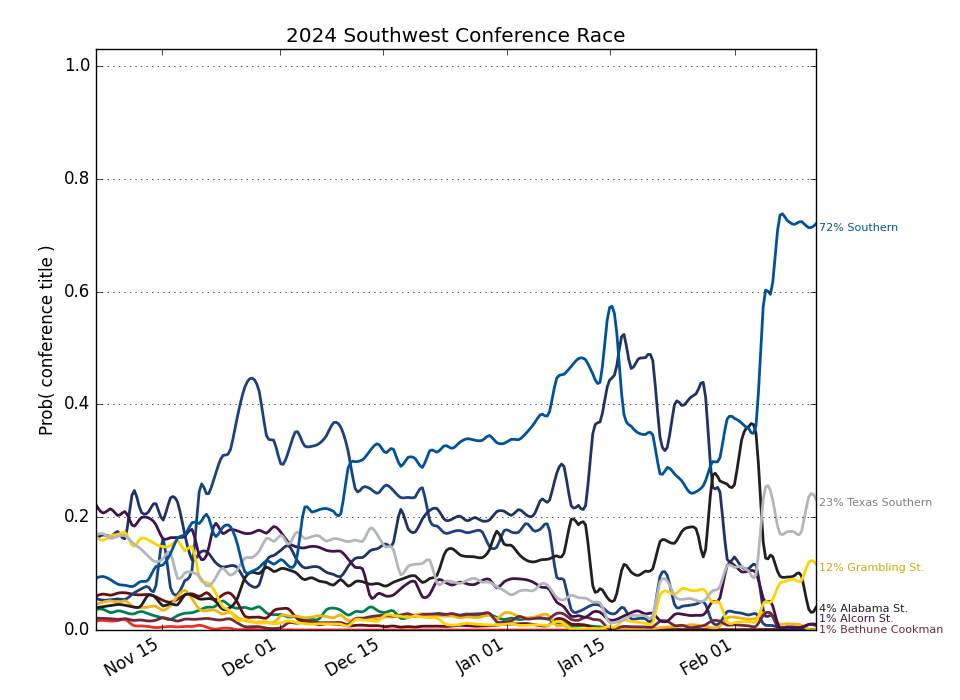 2024 Southwest Conference Race
Prob( conference title )
1.0
0.8
0.6
0.4
0.2
0.0
Nov 15
Dec 01
Dec 15
Jan 01
Jan 15
Feb 01
72% Southern
23% Texas Southern
12% Grambling St.
4% Alabama St.
1% Alcorn St.
1% Bethune Cookman